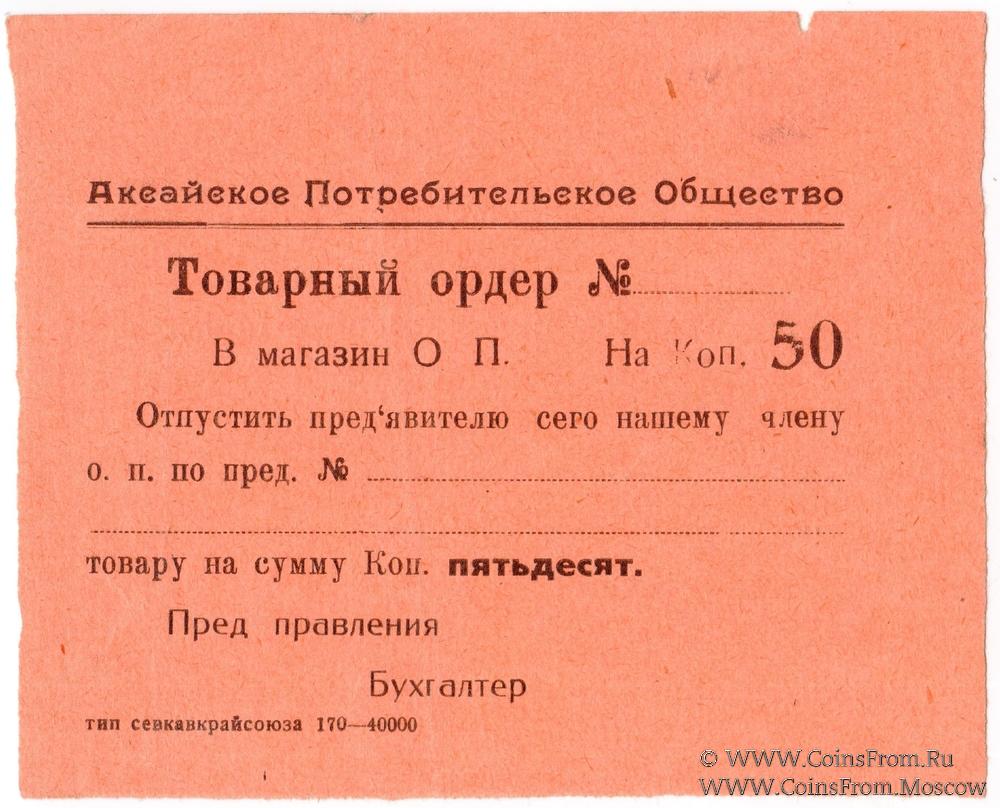 Аксайское Потребительское Общество
Товарный ордер №
В магазин О П. На Коп. 50
Отпустить пред‘явителю сего нашему члену
о. п. по пред. №
товару на сумму Коп. пятьдесят.
Пред правления
Бухгалтер
тип севкавкрайсоюза 170—40000
© WWW.CoinsFrom.Ru
WWW.CoinsFrom.Moscow